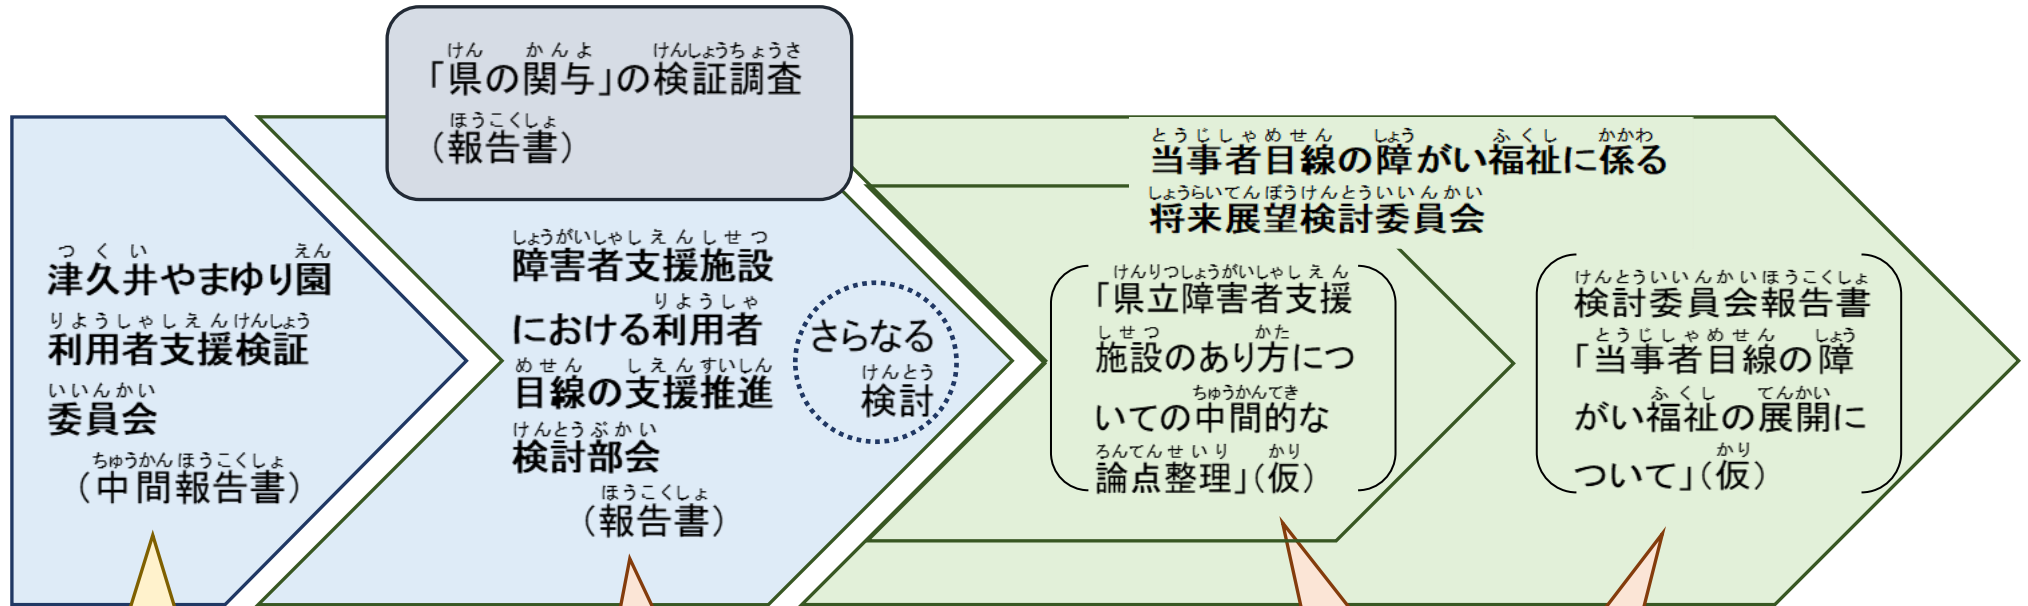 「県の関与」の検証調査
（報告書）
津久井やまゆり園
利用者支援検証
委員会
（中間報告書）
障害者支援施設
における利用者
目線の支援推進
検討部会
（報告書）
さらなる
検討
当事者目線の障がい福祉に係る
将来展望検討委員会
「県立障害者支援
施設のあり方につ
いての中間的な
論点整理」（仮）
検討委員会報告書
「当事者目線の障
がい福祉の展開に
ついて」（仮）